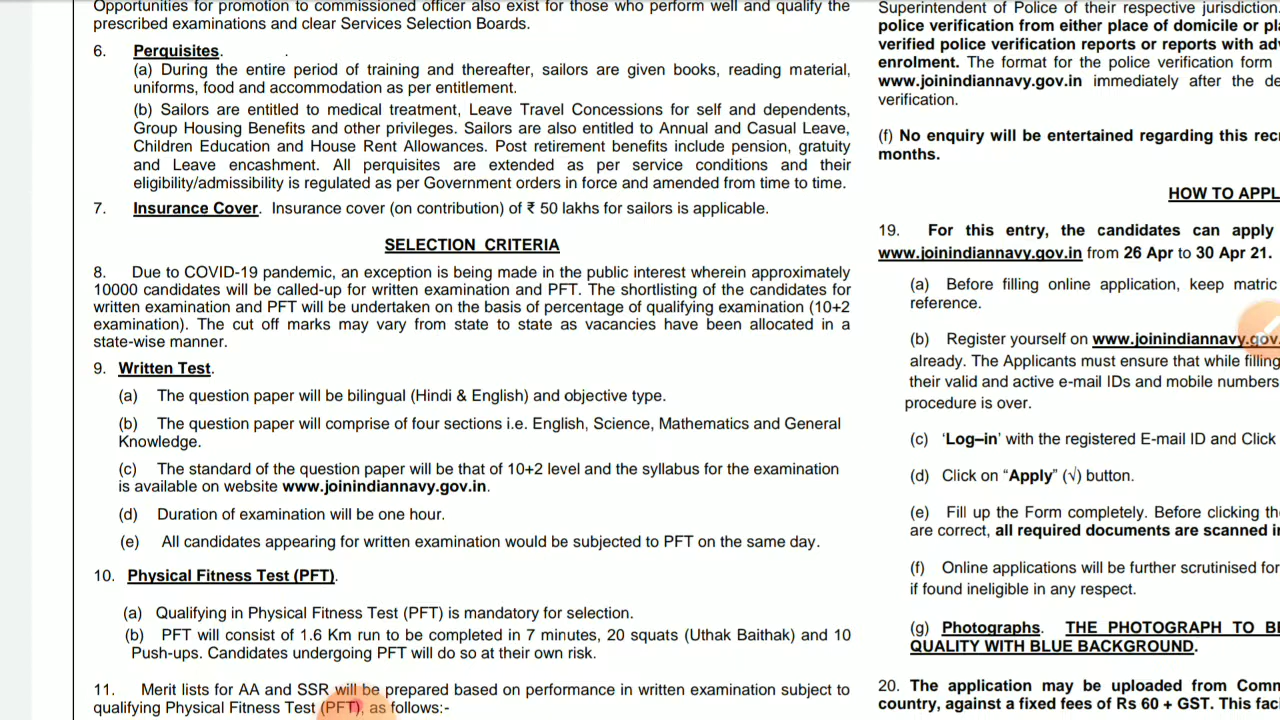 Opportunities for promotion to commissioned officer also exist for those who perform well and qualify the
prescribed examinations and clear Services Selection Boards.
6. Perquisites.
(a) During the entire period of training and thereafter, sailors are given books, reading material,
uniforms, food and accommodation as per entitlement.
(b) Sailors are entitled to medical treatment, Leave Travel Concessions for self and dependents,
Group Housing Benefits and other privileges. Sailors are also entitled to Annual and Casual Leave,
Children Education and House Rent Allowances. Post retirement benefits include pension, gratuity
and Leave encashment. All perquisites are extended as per service conditions and their
eligibility/admissibility is regulated as per Government orders in force and amended from time to time.
7. Insurance Cover. Insurance cover (on contribution) of ₹ 50 lakhs for sailors is applicable.
SELECTION CRITERIA
8. Due to COVID-19 pandemic, an exception is being made in the public interest wherein approximately
10000 candidates will be called-up for written examination and PFT. The shortlisting of the candidates for
written examination and PFT will be undertaken on the basis of percentage of qualifying examination (10+2
examination). The cut off marks may vary from state to state as vacancies have been allocated in a
state-wise manner.
9. Written Test.
(a) The question paper will be bilingual (Hindi & English) and objective type.
(b) The question paper will comprise of four sections i.e. English, Science, Mathematics and General
Knowledge.
(c) The standard of the question paper will be that of 10+2 level and the syllabus for the examination
is available on website www.joinindiannavy.gov.in.
(d) Duration of examination will be one hour.
(e) All candidates appearing for written examination would be subjected to PFT on the same day.
10. Physical Fitness Test (PFT).
(a) Qualifying in Physical Fitness Test (PFT) is mandatory for selection.
(b) PFT will consist of 1.6 Km run to be completed in 7 minutes, 20 squats (Uthak Baithak) and 10
Push-ups. Candidates undergoing PFT will do so at their own risk.
11. Merit lists for AA and SSR will be prepared based on performance in written examination subject to
qualifying Physical Fitness Test (PFT), as follows:-
Superintendent of Police of their respective jurisdiction.
police verification from either place of domicile or
verified police verification reports or reports with
enrolment. The format for the police verification form
www.joinindiannavy.gov.in immediately after the
verification.
(f) No enquiry will be entertained regarding this
months.
HOW TO
19. For this entry, the candidates can apply
www.joinindiannavy.gov.in from 26 Apr to 30 Apr 21.
(a) Before filling online application, keep matric
reference.
(b) Register yourself on www.joinindiannavy.gov.
already. The Applicants must ensure that while filling
their valid and active e-mail IDs and mobile numbers
procedure is over.
(c) 'Log–in' with the registered E-mail ID and Click
(d) Click on “Apply” (√) button.
(e) Fill up the Form completely. Before clicking
are correct, all required documents are scanned
(f) Online applications will be further scrutinised for
if found ineligible in any respect.
(g) Photographs. THE PHOTOGRAPH TO
QUALITY WITH BLUE BACKGROUND.
20. The application may be uploaded from
country, against a fixed fees of Rs 60 + GST. This